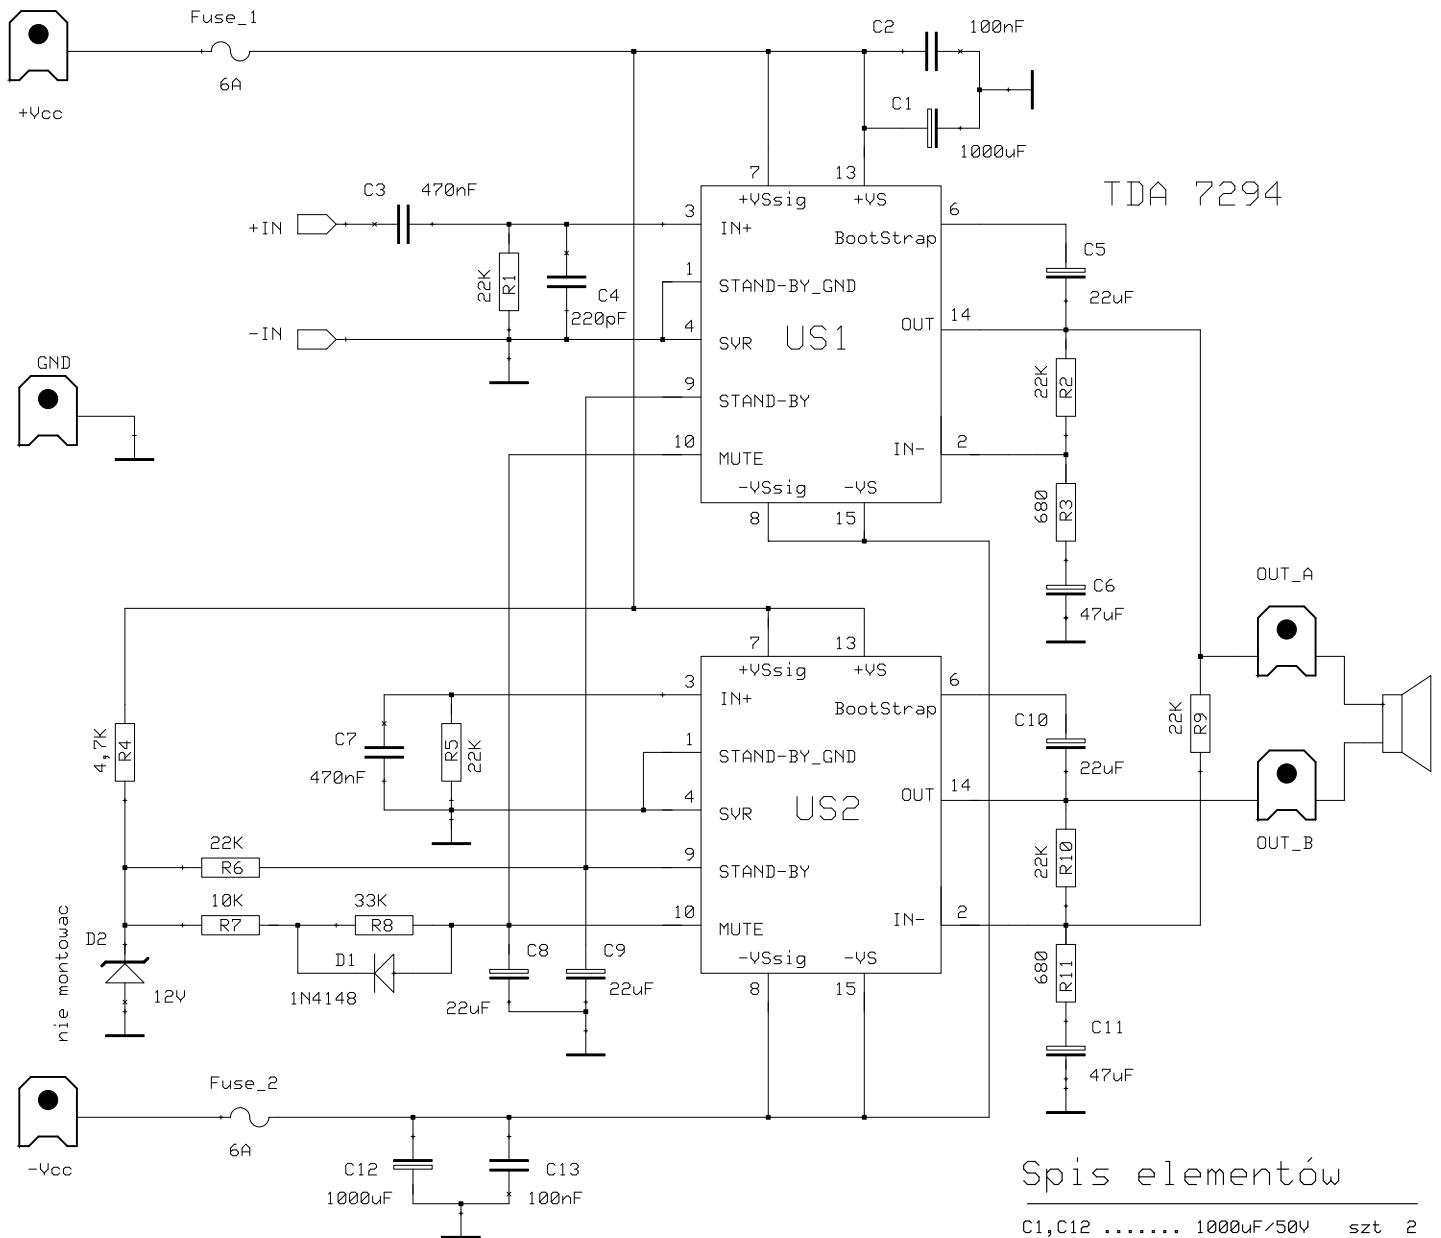 Fuse_1
6A
+Vcc
C2
100nF
C1
1000uF
TDA 7294
+IN
C3
470nF
22K
R1
C4
220pF
-IN
GND
7
13
+VSsig
+VS
3
IN+
6
BootStrap
1
STAND-BY_GND
4
SVR
US1
OUT
14
9
STAND-BY
10
MUTE
IN-
2
-VSsig
-VS
8
15
C5
22uF
22K
R2
680
R3
C6
47uF
OUT_A
7
13
+VSsig
+VS
3
IN+
6
BootStrap
1
STAND-BY_GND
4
SVR
US2
OUT
14
9
STAND-BY
10
MUTE
IN-
2
-VSsig
-VS
8
15
4,7K
R4
C7
470nF
R5
22K
C10
22uF
22K
R9
OUT_B
22K
R6
10K
R7
33K
R8
D1
1N4148
nie montowac
D2
12V
C8
22uF
C9
22uF
22K
R10
680
R11
C11
47uF
Fuse_2
6A
-Vcc
C12
1000uF
C13
100nF
Spis elementów
C1,C12 ....... 1000uF/50V szt 2